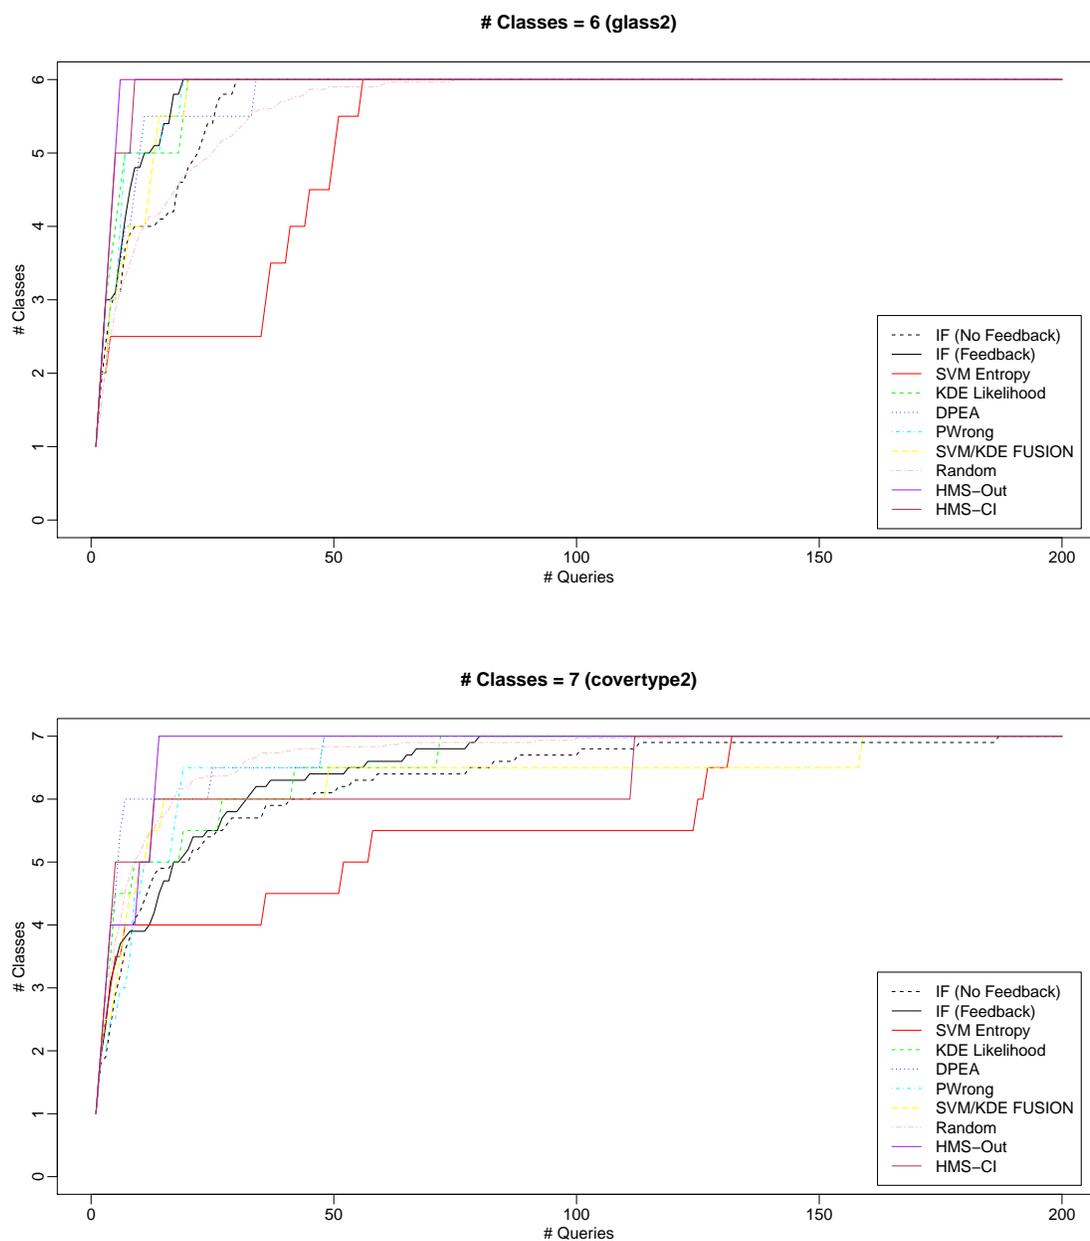 # Classes = 6 (glass2)
6
5
4
3
2
1
0
# Classes
IF (No Feedback)
IF (Feedback)
SVM Entropy
KDE Likelihood
DPEA
PWrong
SVM/KDE FUSION
Random
HMS−Out
HMS−CI
0 50 100 150 200
# Queries
# Classes = 7 (covertype2)
7
6
5
4
3
2
1
0
# Classes
IF (No Feedback)
IF (Feedback)
SVM Entropy
KDE Likelihood
DPEA
PWrong
SVM/KDE FUSION
Random
HMS−Out
HMS−CI
0 50 100 150 200
# Queries